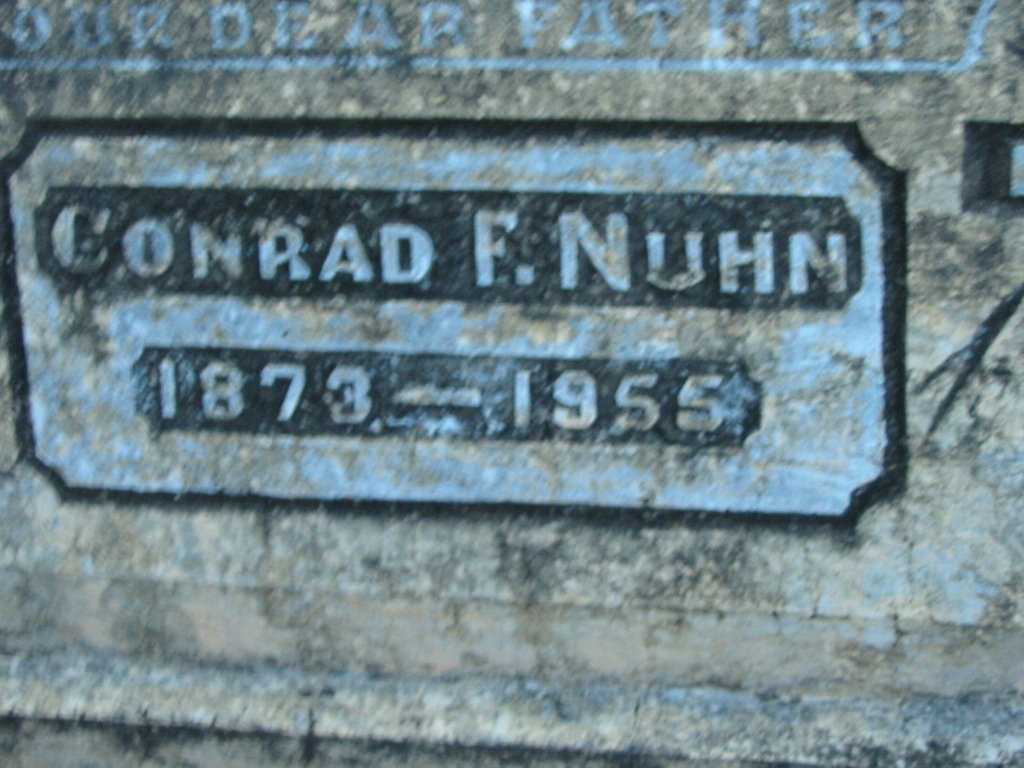 OUR DEAR FATHER
CONRAD F. NUHN
1873 — 1955